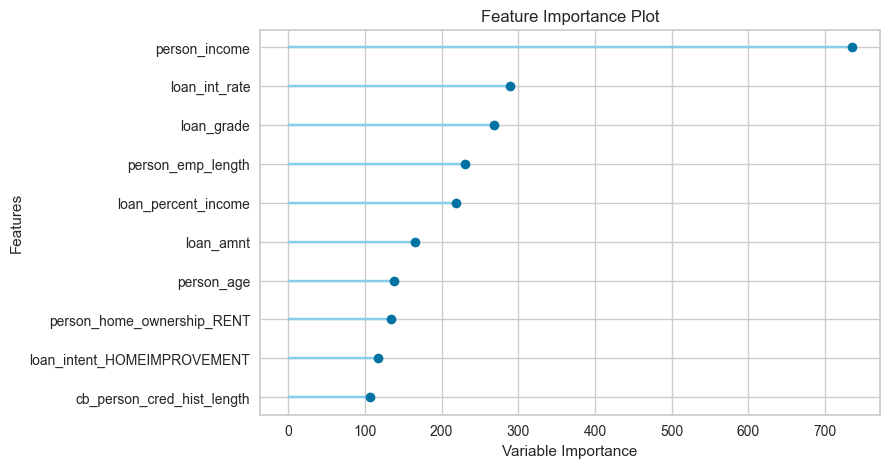 Feature Importance Plot
Features
person_income
loan_int_rate
loan_grade
person_emp_length
loan_percent_income
loan_amnt
person_age
person_home_ownership_RENT
loan_intent_HOMEIMPROVEMENT
cb_person_cred_hist_length
0 100 200 300 400 500 600 700
Variable Importance